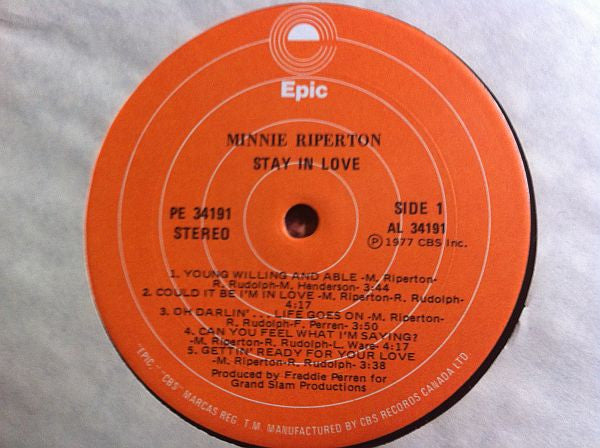 Epic
MINNIE RIPERTON
STAY IN LOVE
PE 34191
STEREO
SIDE 1
AL 34191
Ⓟ 1977 CBS Inc.
1. YOUNG WILLING AND ABLE -M. Riperton-
R. Rudolph-M. Henderson- 3:44
2. COULD IT BE I'M IN LOVE -M. Riperton-R. Rudolph-
4:17
3. OH DARLIN' . . . LIFE GOES ON -M. Riperton-
R. Rudolph-F. Perren- 3:50
4. CAN YOU FEEL WHAT I'M SAYING?
-M. Riperton-R. Rudolph-L. Ware- 4:17
5. GETTIN' READY FOR YOUR LOVE
-M. Riperton-R. Rudolph- 3:38
Produced by Freddie Perren for
Grand Slam Productions
"EPIC," "CBS" MARCAS REG. T.M. MANUFACTURED BY CBS RECORDS CANADA LTD